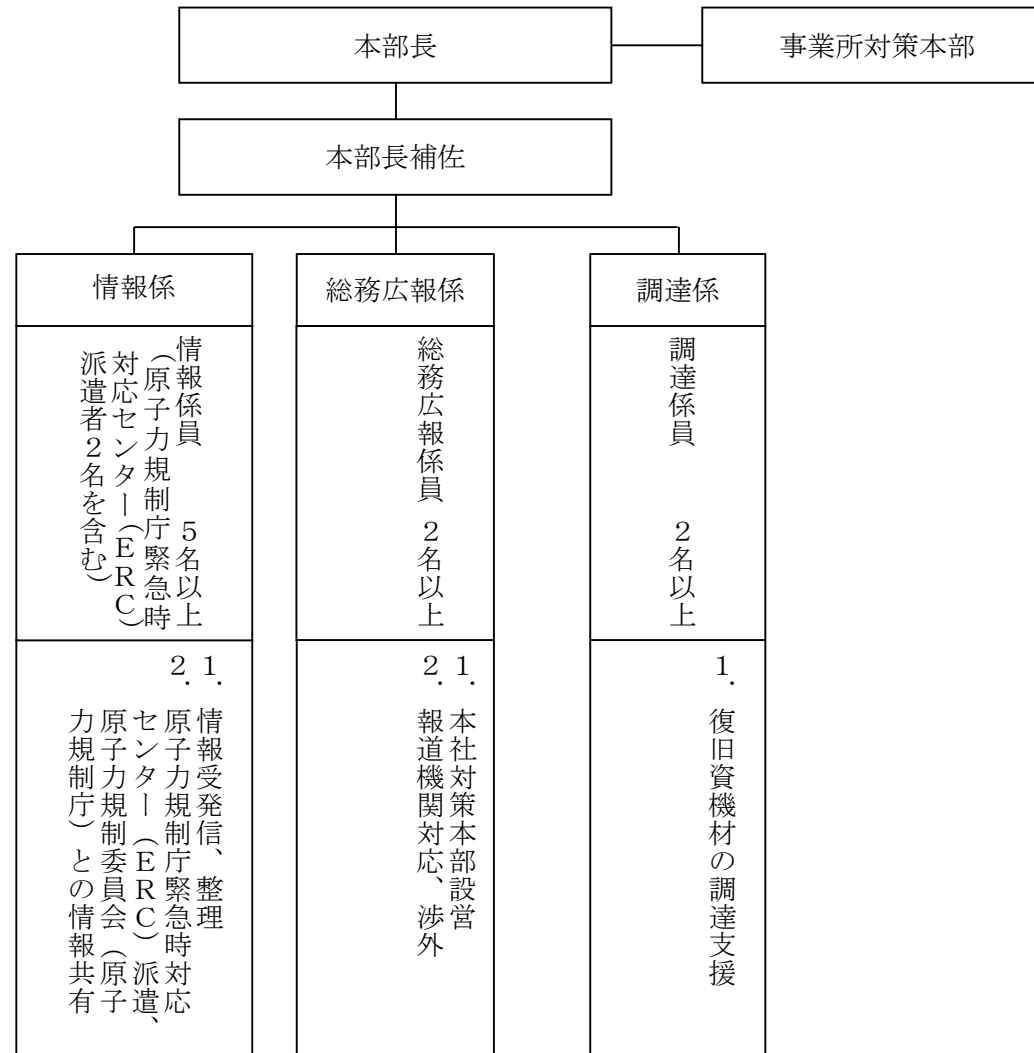 本部長
事業所対策本部
本部長補佐
情報係
総務広報係
調達係
情報係員 5名以上
（原子力規制庁緊急時
対応センター（ERC）
派遣者2名を含む）
総務広報係員 2名以上
調達係員 2名以上
1. 情報受発信、整理
2. 原子力規制庁緊急時対応
センター（ERC）派遣、
原子力規制委員会（原子
力規制庁）との情報共有
1. 本社対策本部設営
2. 報道機関対応、渉外
1. 復旧資機材の調達支援